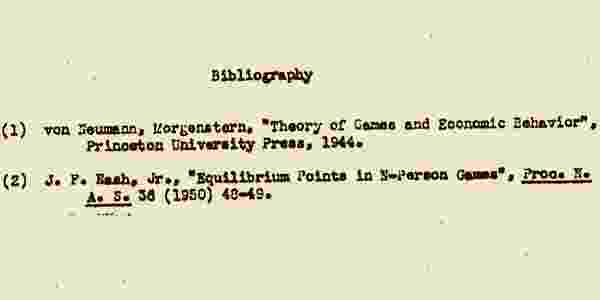 Bibliography
(1) von Neumann, Morgenstern, "Theory of Games and Economic Behavior",
Princeton University Press, 1944.
(2) J. F. Nash, Jr., "Equilibrium Points in N-Person Games", Proc. N.
A. S. 36 (1950) 48-49.